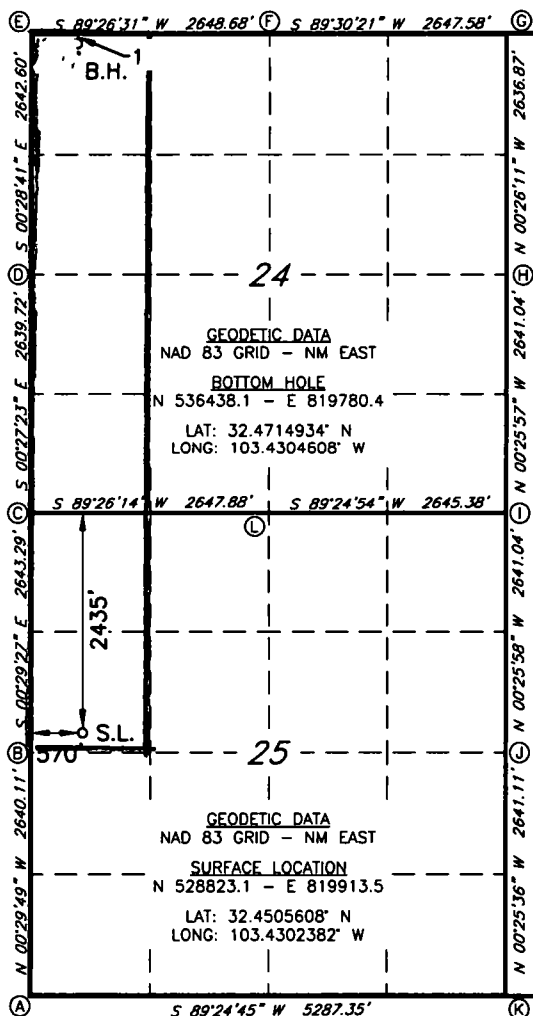 Ⓔ S 89°26'31" W 2648.68' Ⓕ S 89°30'21" W 2647.58' Ⓖ
B.H.
S 00°28'41" E 2642.60'
N 00°26'11" W 2636.87'
Ⓓ 24 Ⓗ
GEODETIC DATA
NAD 83 GRID - NM EAST
BOTTOM HOLE
N 536438.1 - E 819780.4
LAT: 32.4714934° N
LONG: 103.4304608° W
S 00°27'23" E 2639.72'
N 00°25'57" W 2641.04'
Ⓒ S 89°26'14" W 2647.88' Ⓛ S 89°24'54" W 2645.38' Ⓘ
S 00°29'27" E 2643.29'
2435'
N 00°25'58" W 2641.04'
S.L.
570
Ⓑ 25 Ⓙ
GEODETIC DATA
NAD 83 GRID - NM EAST
SURFACE LOCATION
N 528823.1 - E 819913.5
LAT: 32.4505608° N
LONG: 103.4302382° W
N 00°29'49" W 2640.11'
N 00°25'36" W 2641.11'
Ⓐ S 89°24'45" W 5287.35' Ⓚ